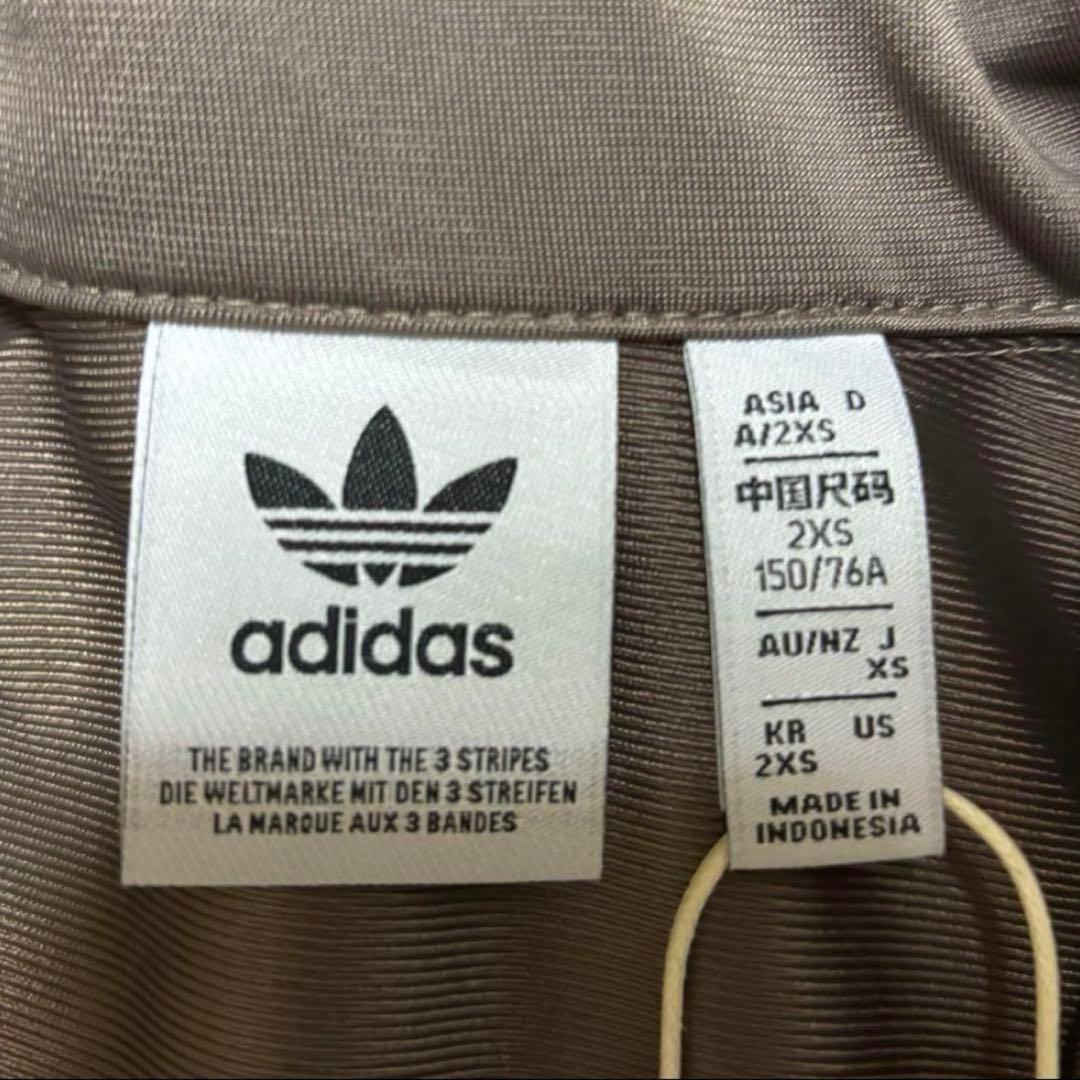 adidas
THE BRAND WITH THE 3 STRIPES
DIE WELTMARKE MIT DEN 3 STREIFEN
LA MARQUE AUX 3 BANDES
ASIA D
A/2XS
中国尺码
2XS
150/76A
AU/NZ J
XS
KR US
2XS
MADE IN
INDONESIA